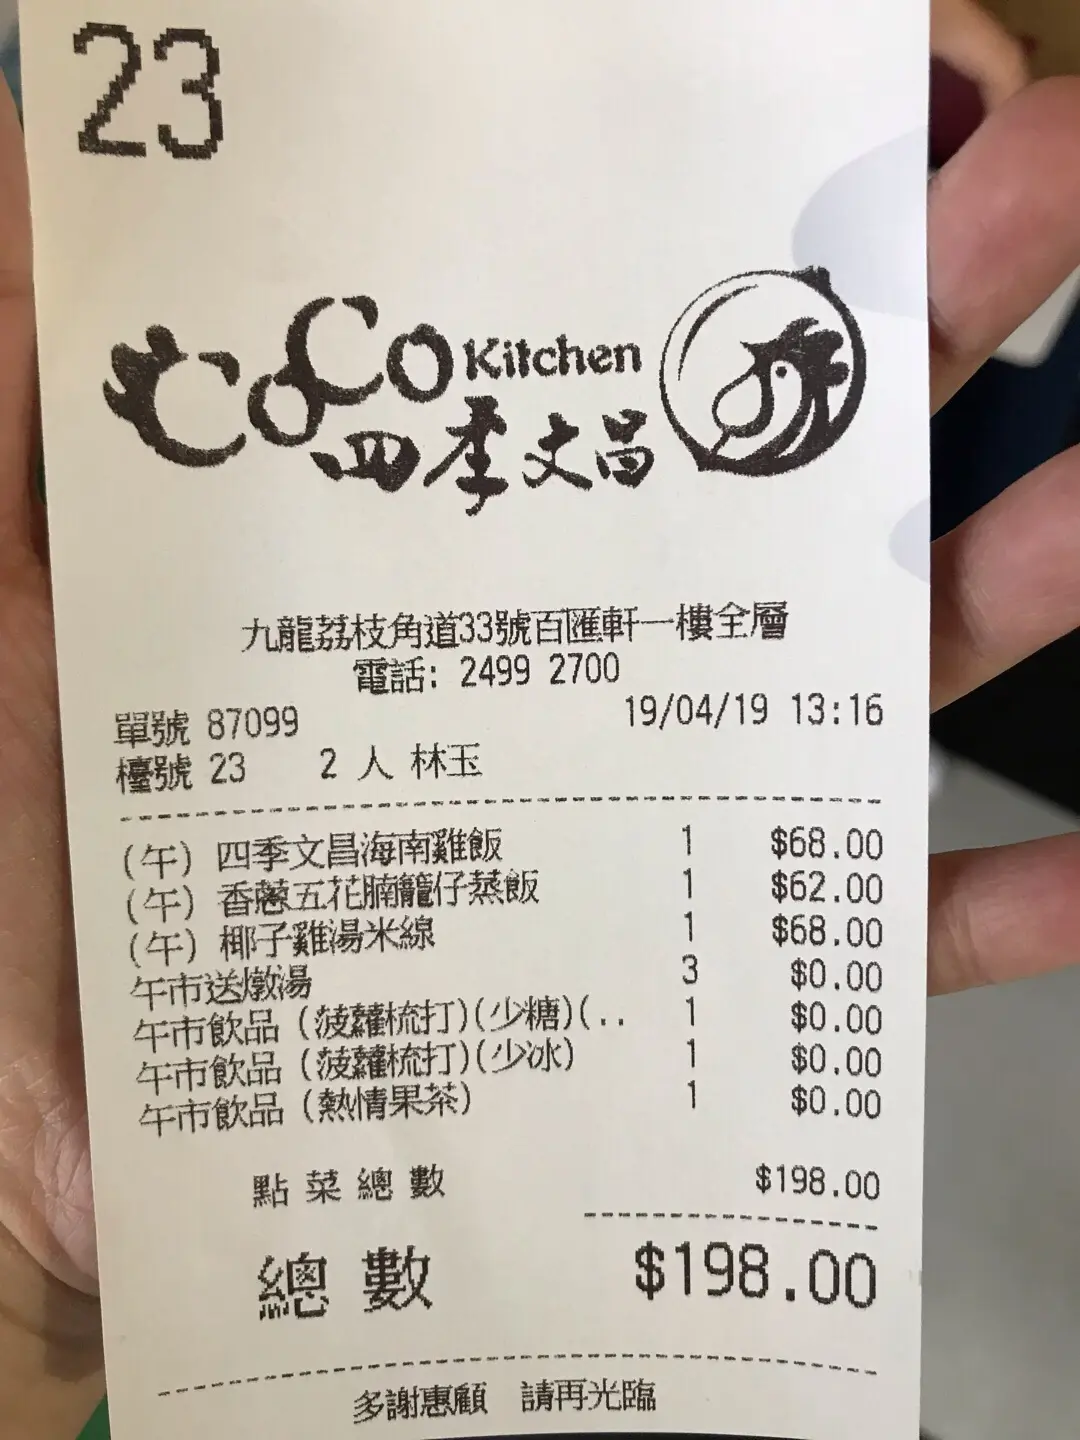 23
CoCo Kitchen
四季文昌
九龍荔枝角道33號百匯軒一樓全層
電話: 2499 2700
單號 87099 19/04/19 13:16
檯號 23 2 人 林玉
(午) 四季文昌海南雞飯 1 $68.00
(午) 香蔥五花腩籠仔蒸飯 1 $62.00
(午) 椰子雞湯米線 1 $68.00
午市送燉湯 3 $0.00
午市飲品 (菠蘿梳打)(少糖)(.. 1 $0.00
午市飲品 (菠蘿梳打)(少冰) 1 $0.00
午市飲品 (熱情果茶) 1 $0.00
點菜總數 $198.00
總數 $198.00
多謝惠顧 請再光臨